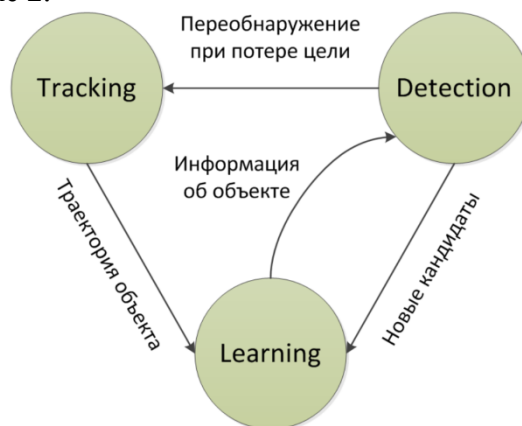 Переобнаружение
при потере цели
Tracking
Detection
Информация
об объекте
Траектория объекта
Новые кандидаты
Learning